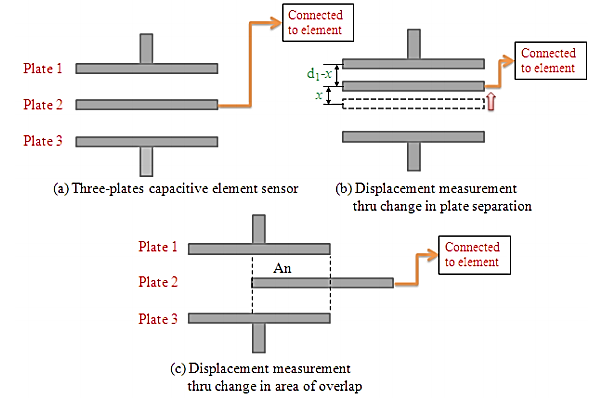 Connected
to element
Plate 1
Plate 2
Plate 3
(a) Three-plates capacitive element sensor
d₁-x
x
Connected
to element
(b) Displacement measurement
thru change in plate separation
Plate 1
An
Plate 2
Plate 3
Connected
to element
(c) Displacement measurement
thru change in area of overlap